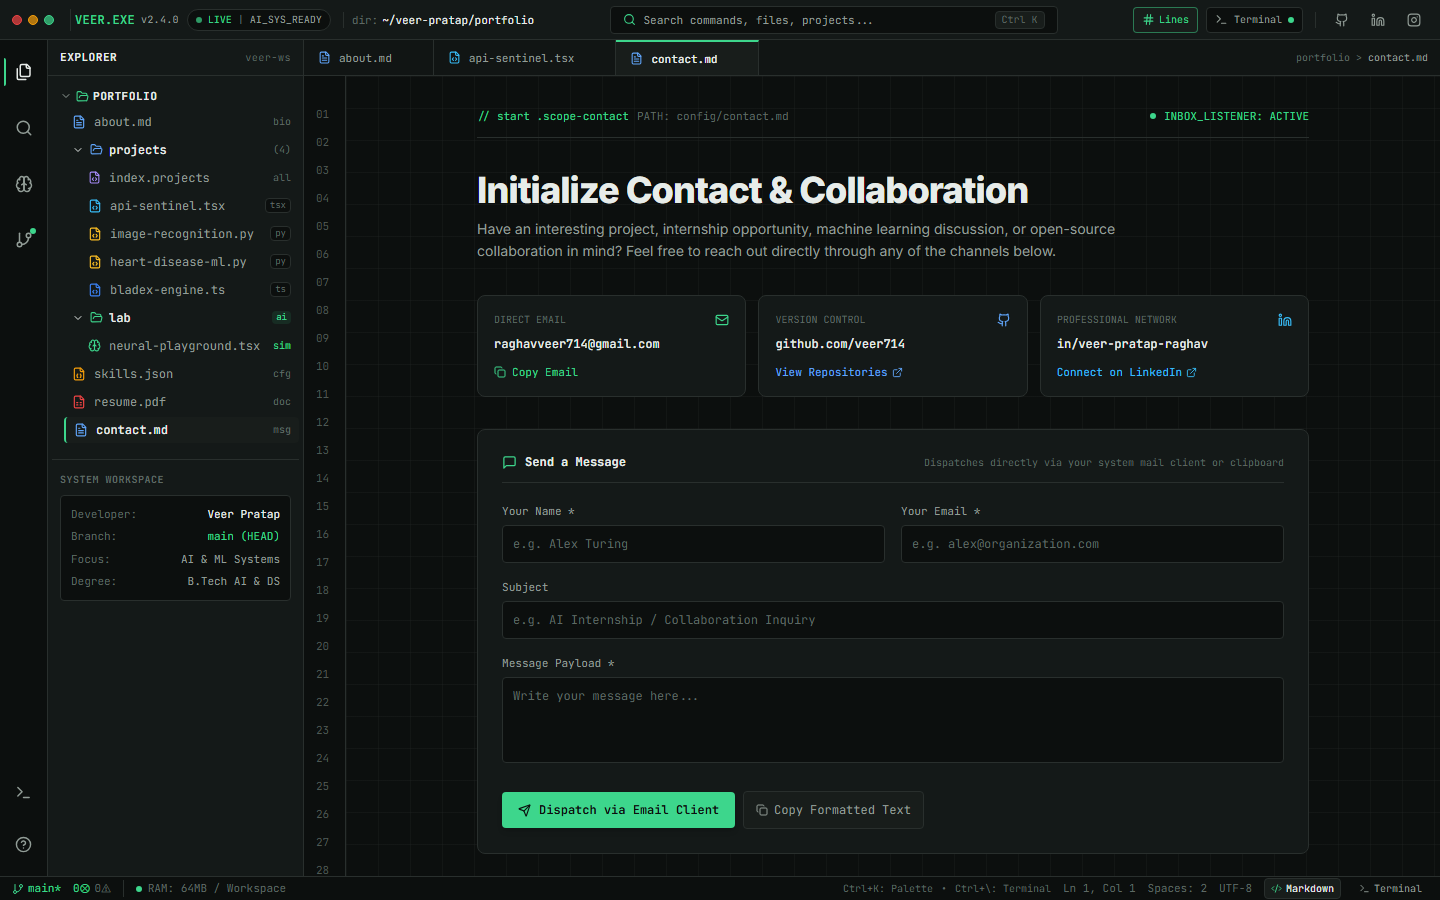 VEER.EXE v2.4.0 LIVE | AI_SYS_READY dir: ~/veer-pratap/portfolio Search commands, files, projects... Ctrl K # Lines Terminal
EXPLORER veer-ws
PORTFOLIO
about.md bio
projects (4)
index.projects all
api-sentinel.tsx tsx
image-recognition.py py
heart-disease-ml.py py
bladex-engine.ts ts
lab ai
neural-playground.tsx sim
skills.json cfg
resume.pdf doc
contact.md msg
SYSTEM WORKSPACE
Developer: Veer Pratap
Branch: main (HEAD)
Focus: AI & ML Systems
Degree: B.Tech AI & DS
about.md api-sentinel.tsx contact.md portfolio > contact.md
01
02
03
04
05
06
07
08
09
10
11
12
13
14
15
16
17
18
19
20
21
22
23
24
25
26
27
28
// start .scope-contact PATH: config/contact.md INBOX_LISTENER: ACTIVE
Initialize Contact & Collaboration
Have an interesting project, internship opportunity, machine learning discussion, or open-source
collaboration in mind? Feel free to reach out directly through any of the channels below.
DIRECT EMAIL
raghavveer714@gmail.com
Copy Email
VERSION CONTROL
github.com/veer714
View Repositories
PROFESSIONAL NETWORK
in/veer-pratap-raghav
Connect on LinkedIn
Send a Message Dispatches directly via your system mail client or clipboard
Your Name * Your Email *
e.g. Alex Turing e.g. alex@organization.com
Subject
e.g. AI Internship / Collaboration Inquiry
Message Payload *
Write your message here...
Dispatch via Email Client Copy Formatted Text
main* 0 0 RAM: 64MB / Workspace Ctrl+K: Palette • Ctrl+\: Terminal Ln 1, Col 1 Spaces: 2 UTF-8 Markdown Terminal